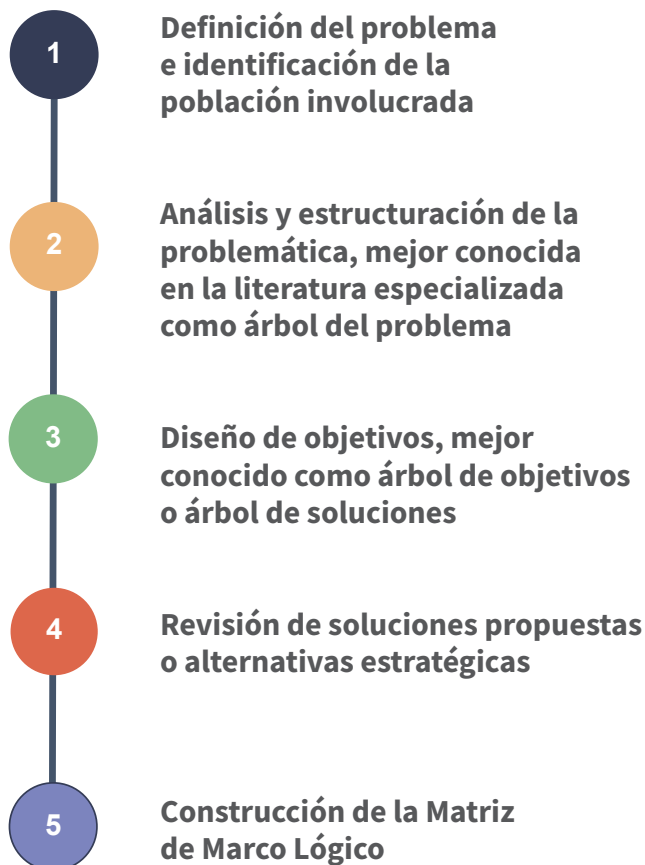 1
Definición del problema
e identificación de la
población involucrada
2
Análisis y estructuración de la
problemática, mejor conocida
en la literatura especializada
como árbol del problema
3
Diseño de objetivos, mejor
conocido como árbol de objetivos
o árbol de soluciones
4
Revisión de soluciones propuestas
o alternativas estratégicas
5
Construcción de la Matriz
de Marco Lógico